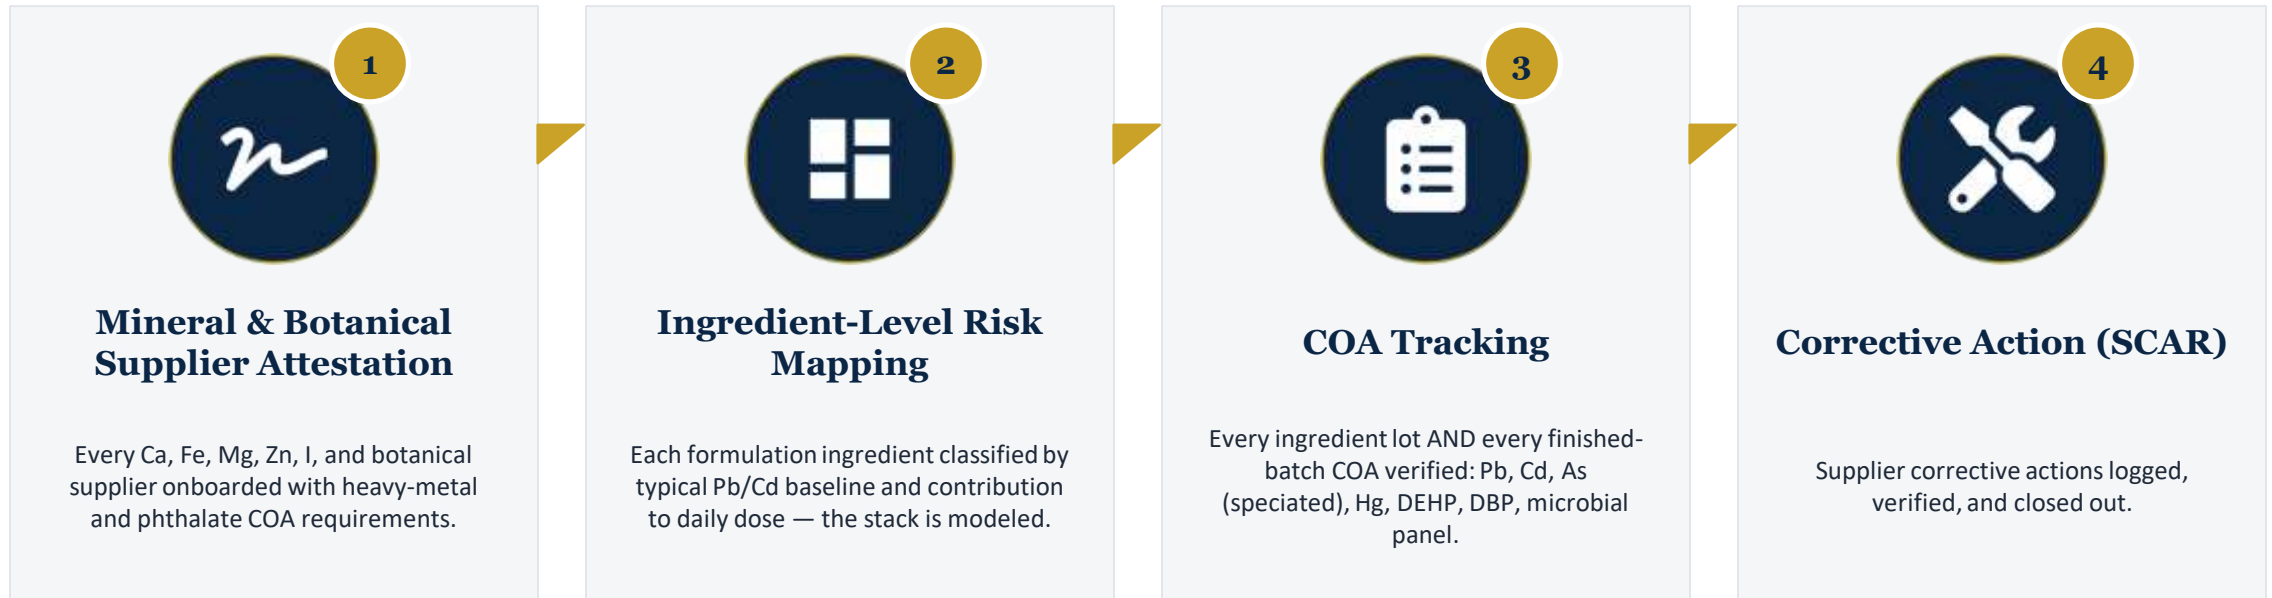 1
Mineral & Botanical
Supplier Attestation
Every Ca, Fe, Mg, Zn, I, and botanical
supplier onboarded with heavy-metal
and phthalate COA requirements.
2
Ingredient-Level Risk
Mapping
Each formulation ingredient classified by
typical Pb/Cd baseline and contribution
to daily dose — the stack is modeled.
3
COA Tracking
Every ingredient lot AND every finished-
batch COA verified: Pb, Cd, As
(speciated), Hg, DEHP, DBP, microbial
panel.
4
Corrective Action (SCAR)
Supplier corrective actions logged,
verified, and closed out.